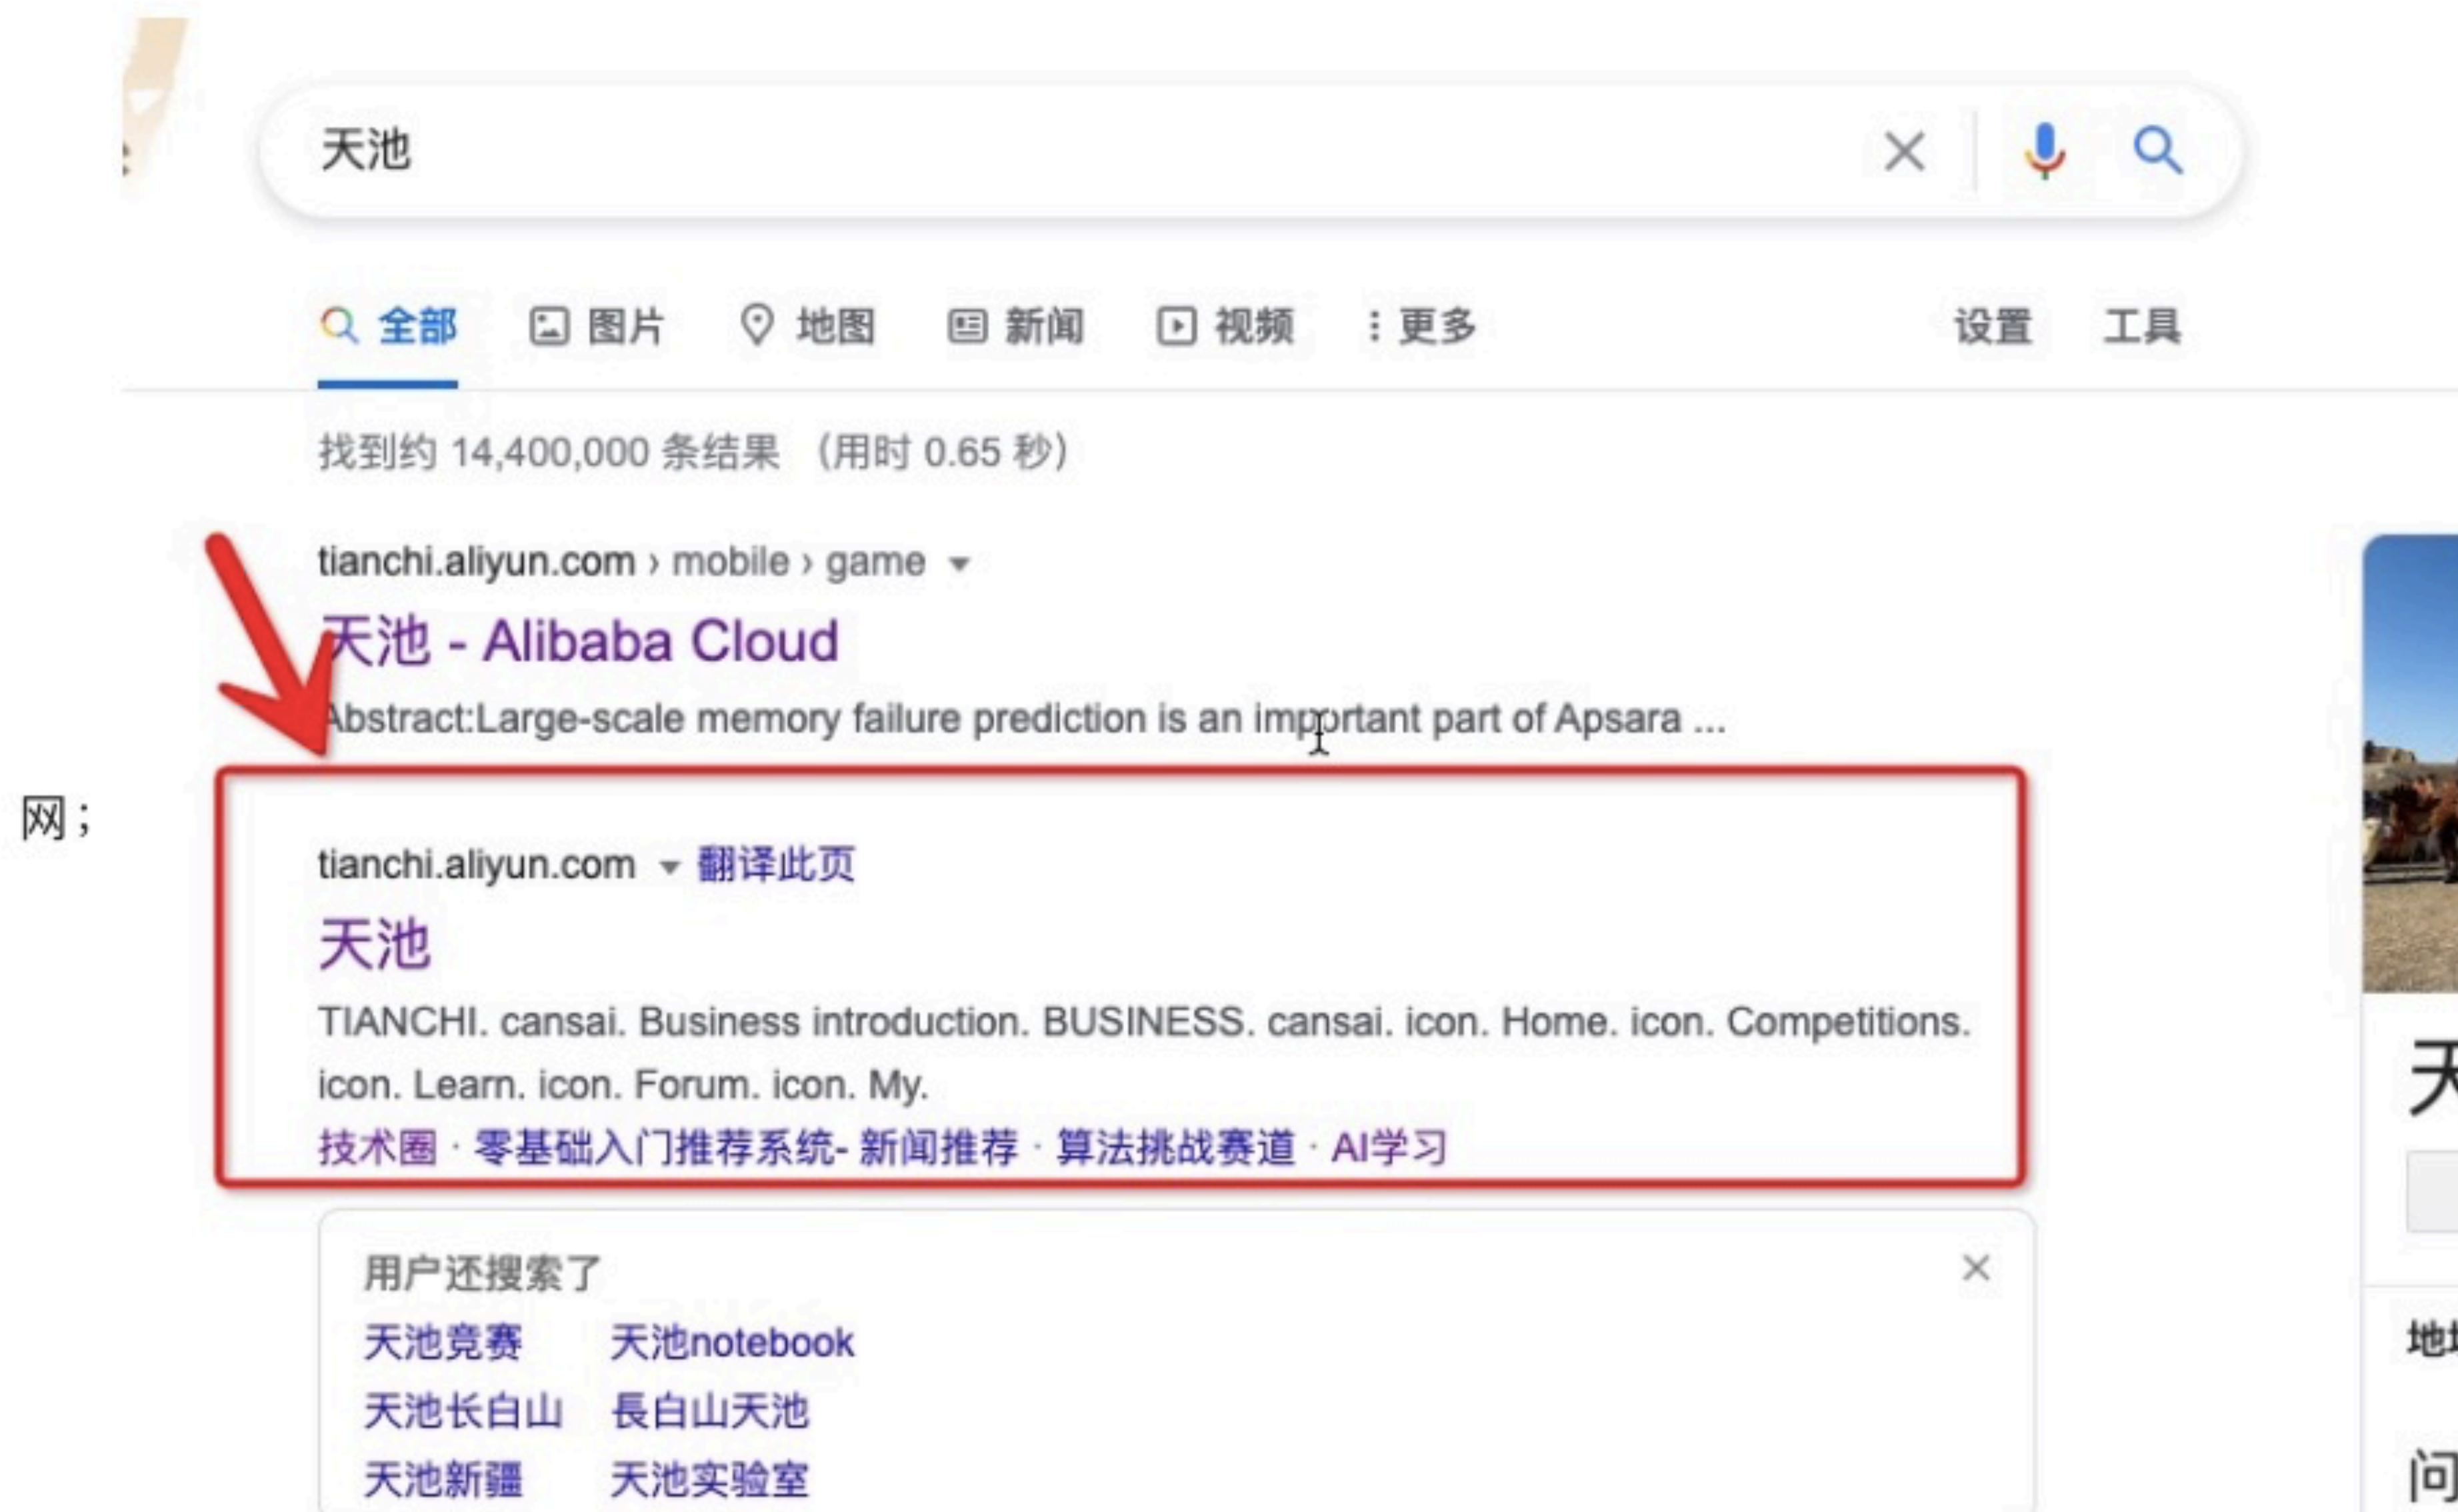 天池
全部 图片 地图 新闻 视频 更多 设置 工具
找到约 14,400,000 条结果 （用时 0.65 秒）
tianchi.aliyun.com › mobile › game
天池 - Alibaba Cloud
Abstract:Large-scale memory failure prediction is an important part of Apsara ...
网；
tianchi.aliyun.com 翻译此页
天池
TIANCHI. cansai. Business introduction. BUSINESS. cansai. icon. Home. icon. Competitions.
icon. Learn. icon. Forum. icon. My.
技术圈 · 零基础入门推荐系统- 新闻推荐 · 算法挑战赛道 · AI学习
用户还搜索了
天池竞赛 天池notebook
天池长白山 長白山天池
天池新疆 天池实验室
天
问